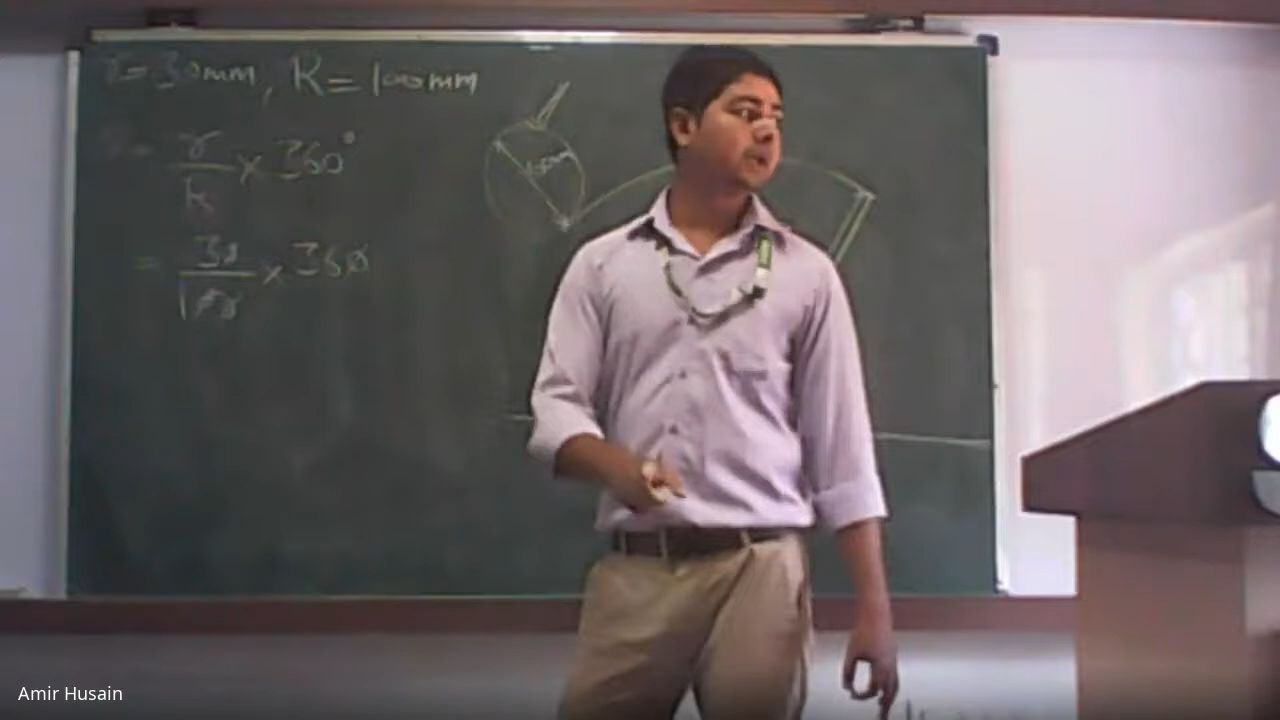 r = 30mm, R = 100mm
= r/R × 360°
= 30/100 × 360
Amir Husain